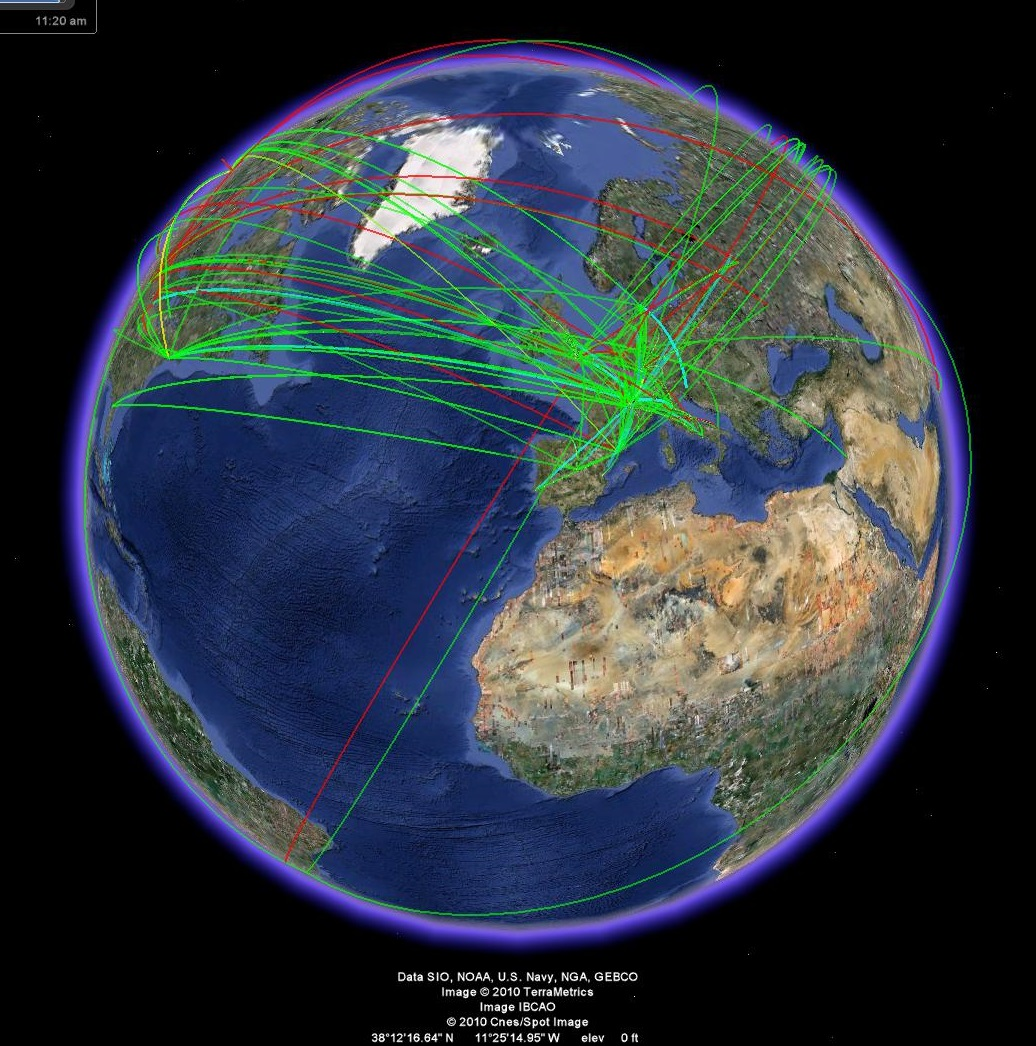 11:20 am
Data SIO, NOAA, U.S. Navy, NGA, GEBCO
Image © 2010 TerraMetrics
Image IBCAO
© 2010 Cnes/Spot Image
38°12'16.64" N 11°25'14.95" W elev 0 ft